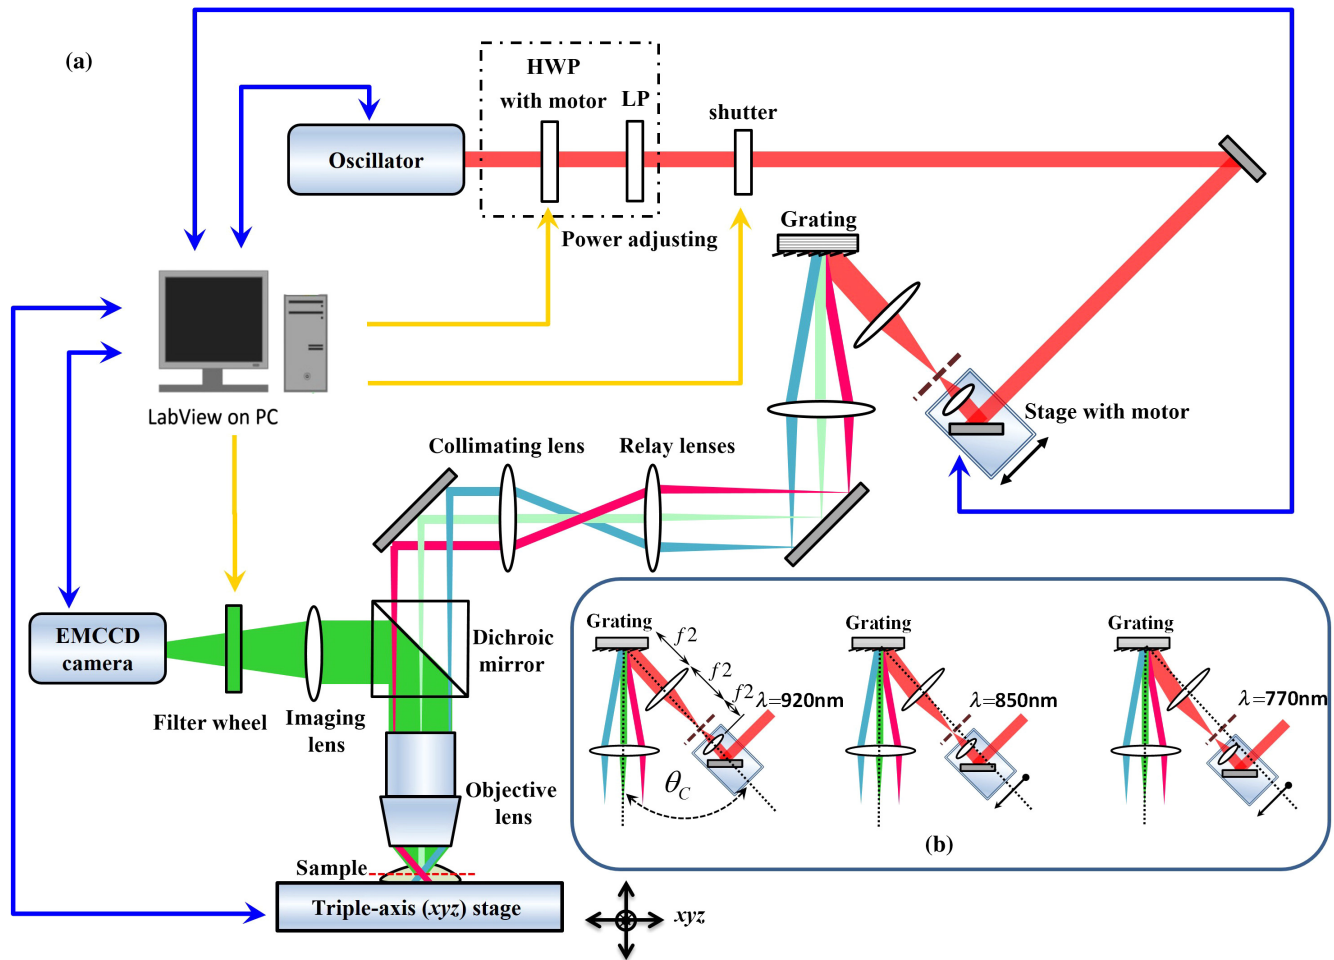 (a)
HWP
with motor
LP
shutter
Oscillator
Power adjusting
Grating
Stage with motor
LabView on PC
Collimating lens
Relay lenses
EMCCD
camera
Filter wheel
Imaging
lens
Dichroic
mirror
Objective
lens
Sample
Triple-axis (xyz) stage
xyz
Grating
f2
f2
f2
λ=920nm
θC
Grating
λ=850nm
Grating
λ=770nm
(b)